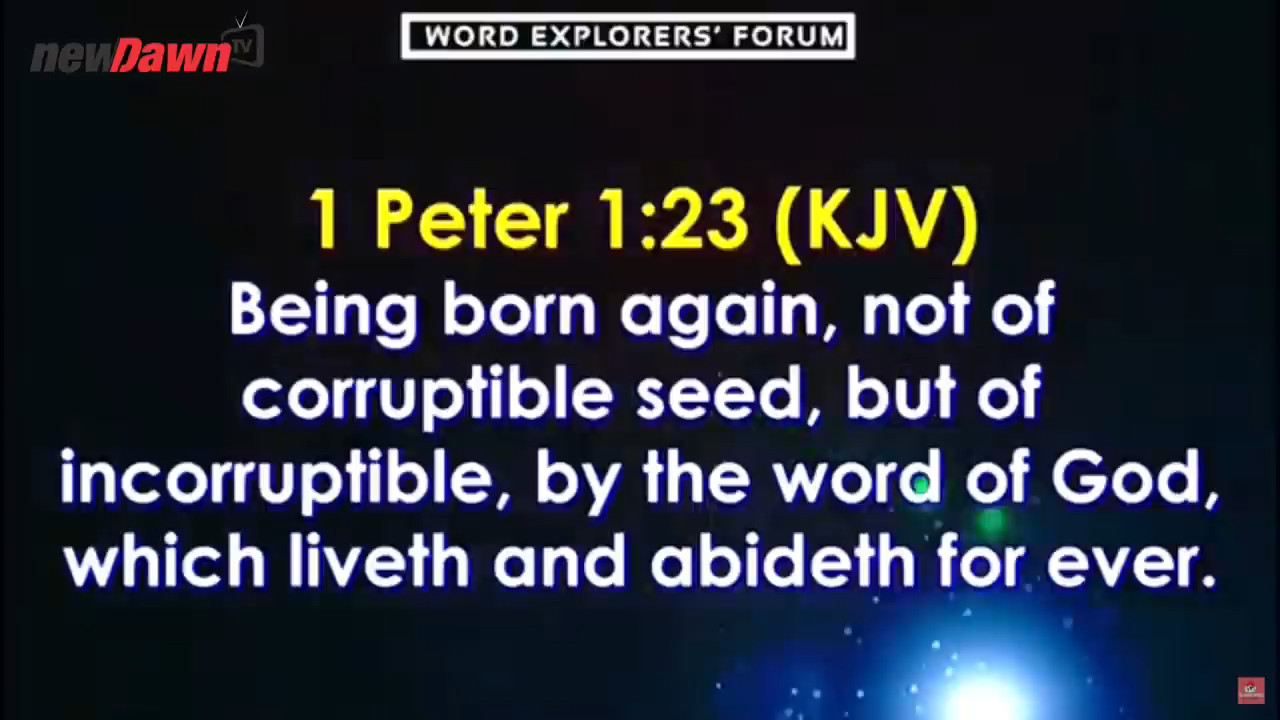 newDawn TV
WORD EXPLORERS' FORUM
1 Peter 1:23 (KJV)
Being born again, not of
corruptible seed, but of
incorruptible, by the word of God,
which liveth and abideth for ever.